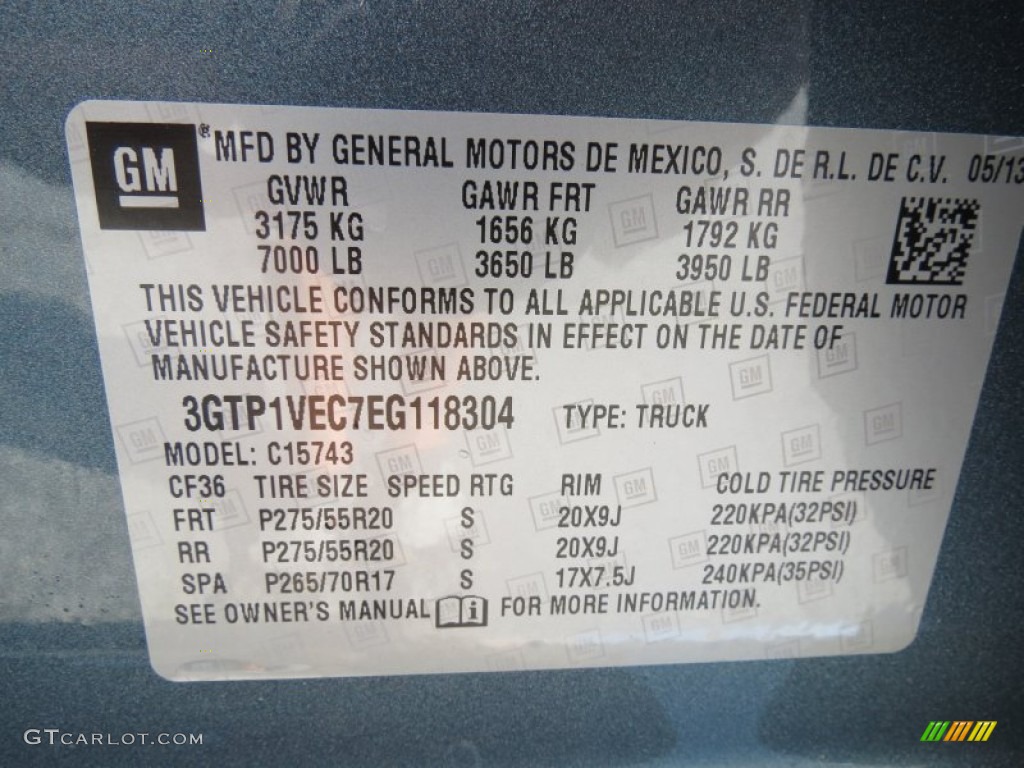 GM ® MFD BY GENERAL MOTORS DE MEXICO, S. DE R.L. DE C.V. 05/13
GVWR GAWR FRT GAWR RR
3175 KG 1656 KG 1792 KG
7000 LB 3650 LB 3950 LB
THIS VEHICLE CONFORMS TO ALL APPLICABLE U.S. FEDERAL MOTOR
VEHICLE SAFETY STANDARDS IN EFFECT ON THE DATE OF
MANUFACTURE SHOWN ABOVE.
3GTP1VEC7EG118304 TYPE: TRUCK
MODEL: C15743
CF36 TIRE SIZE SPEED RTG RIM COLD TIRE PRESSURE
FRT P275/55R20 S 20X9J 220KPA(32PSI)
RR P275/55R20 S 20X9J 220KPA(32PSI)
SPA P265/70R17 S 17X7.5J 240KPA(35PSI)
SEE OWNER'S MANUAL i FOR MORE INFORMATION.
GTCARLOT.COM